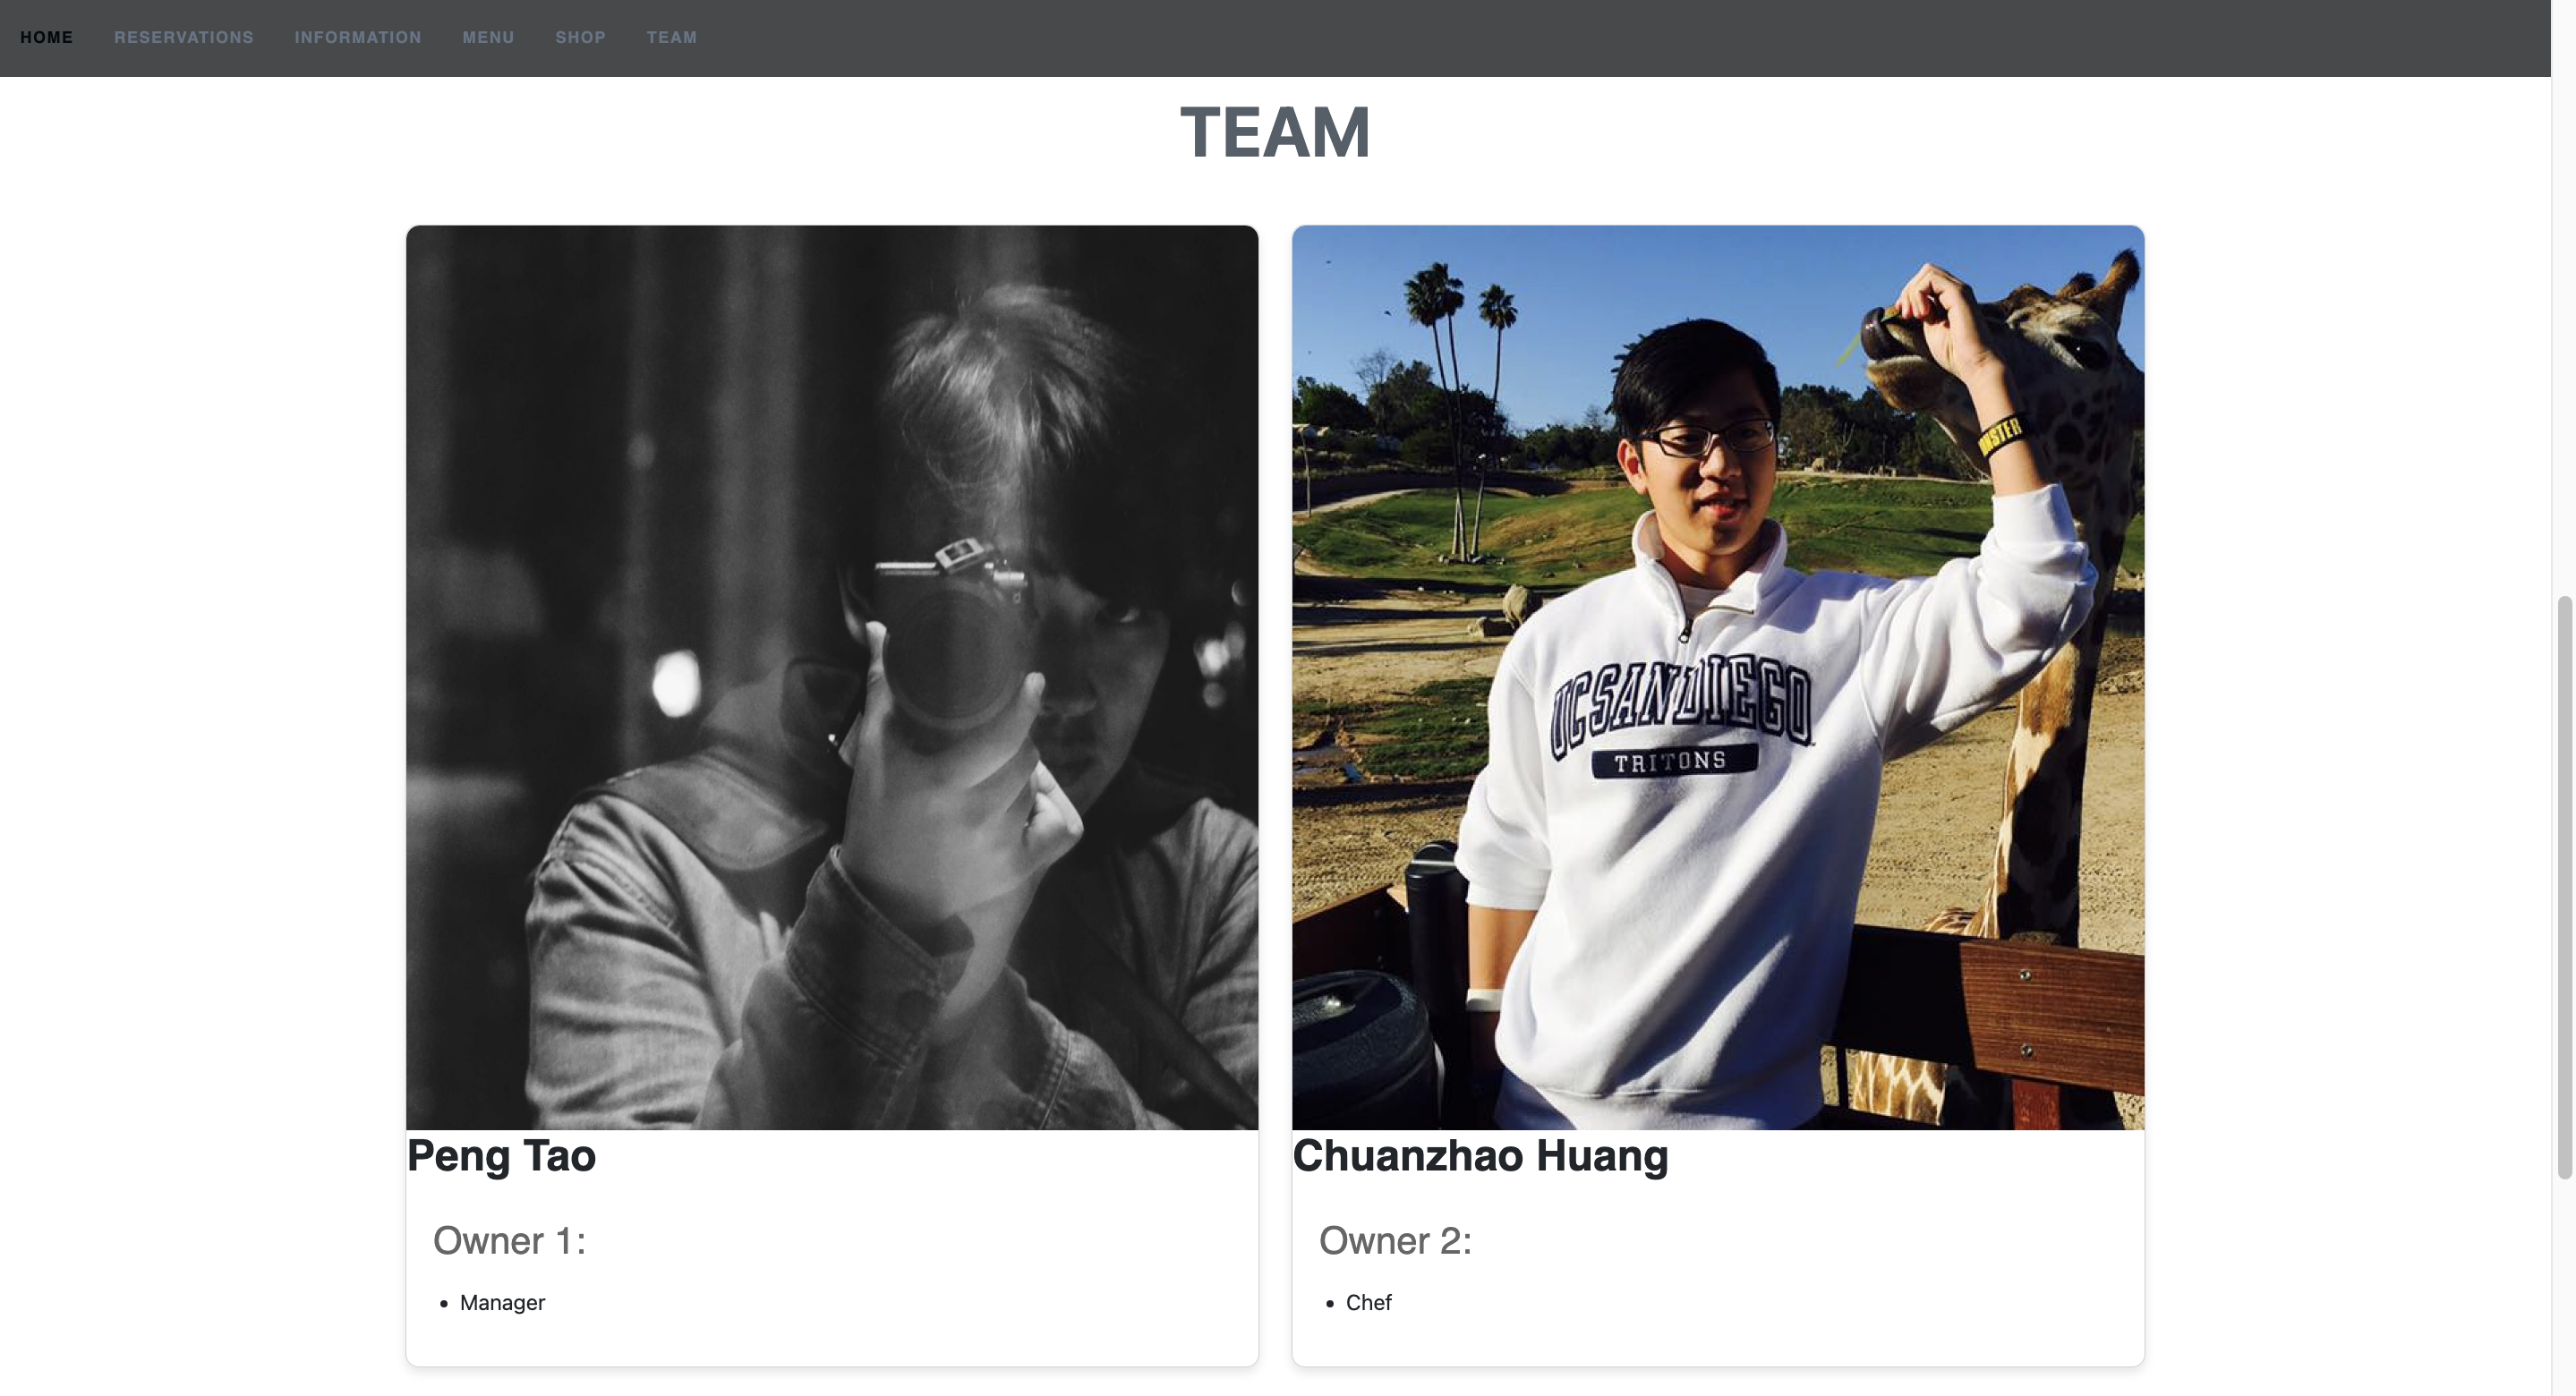 HOME RESERVATIONS INFORMATION MENU SHOP TEAM
TEAM
NSTER
UC SAN DIEGO
TRITONS
Peng Tao
Chuanzhao Huang
Owner 1:
Owner 2:
• Manager
• Chef